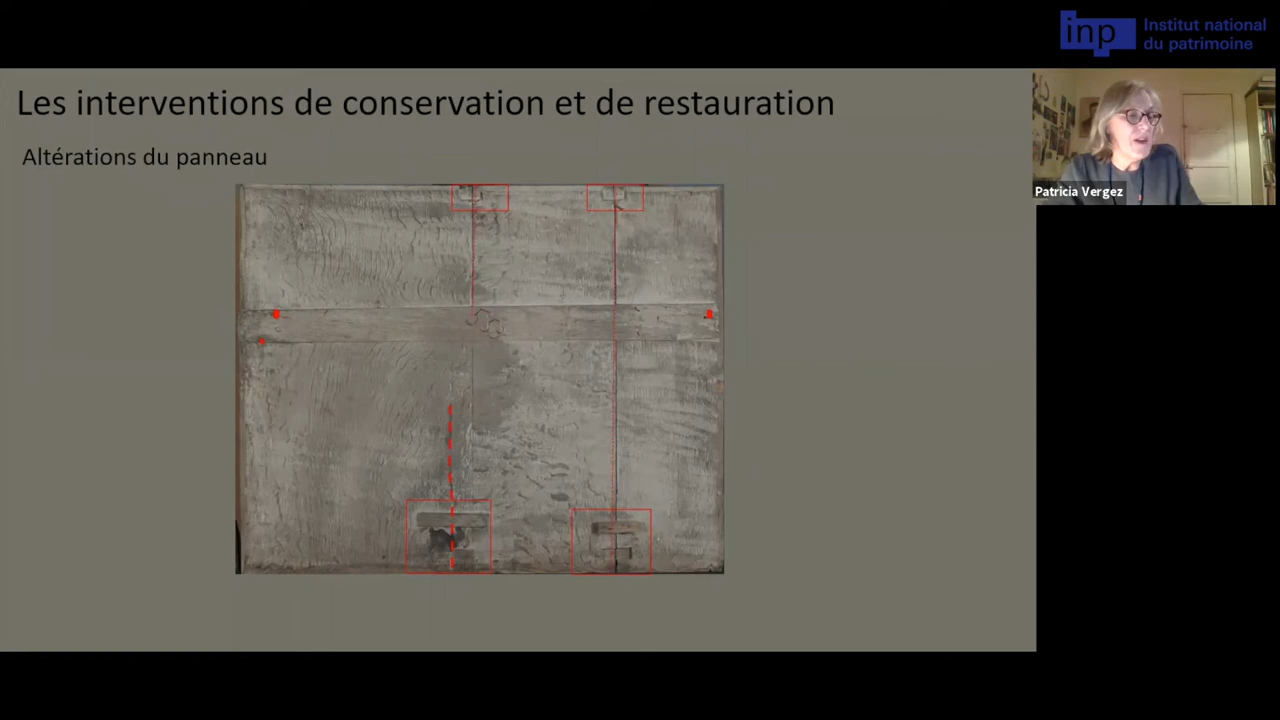 inp Institut national
du patrimoine
Les interventions de conservation et de restauration
Altérations du panneau
Patricia Vergez